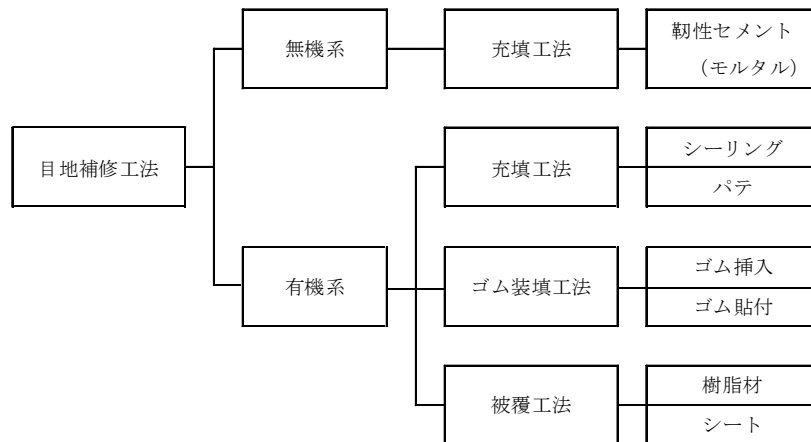 目地補修工法
無機系
充填工法
靭性セメント
（モルタル）
有機系
充填工法
シーリング
パテ
ゴム装填工法
ゴム挿入
ゴム貼付
被覆工法
樹脂材
シート